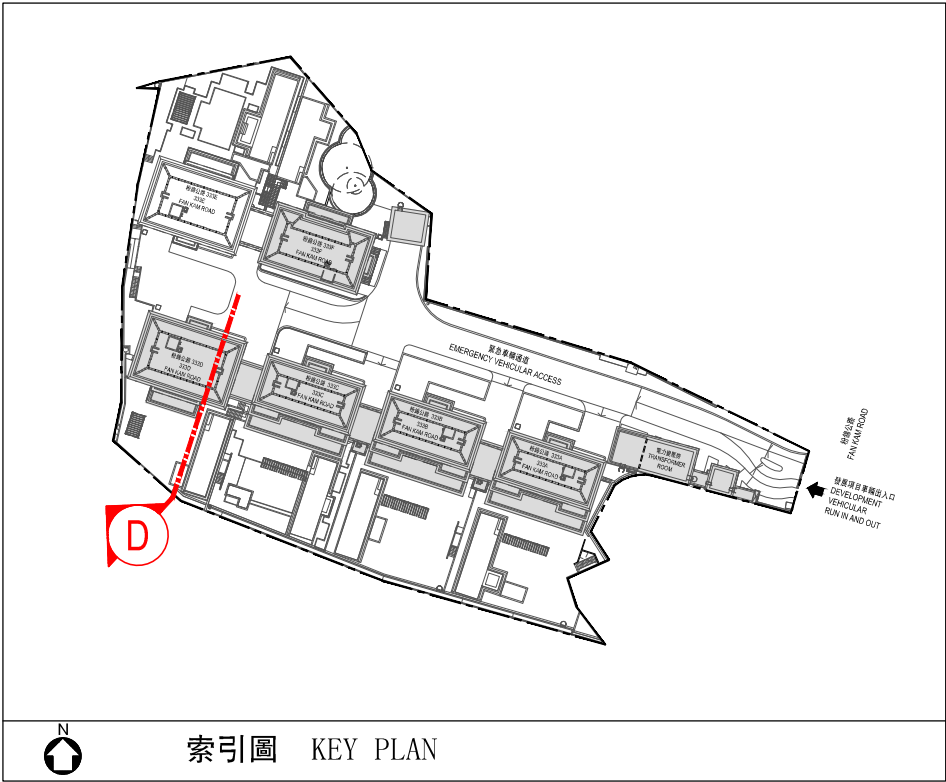 粉錦公路 333E
333E
FAN KAM ROAD
粉錦公路 333F
333F
FAN KAM ROAD
緊急車輛通道
EMERGENCY VEHICULAR ACCESS
粉錦公路 333D
333D
FAN KAM ROAD
粉錦公路 333C
333C
FAN KAM ROAD
粉錦公路 333B
333B
FAN KAM ROAD
粉錦公路 333A
333A
FAN KAM ROAD
電力變壓房
TRANSFORMER
ROOM
粉錦公路
FAN KAM ROAD
發展項目車輛出入口
DEVELOPMENT
VEHICULAR
RUN IN AND OUT
D
N
索引圖 KEY PLAN